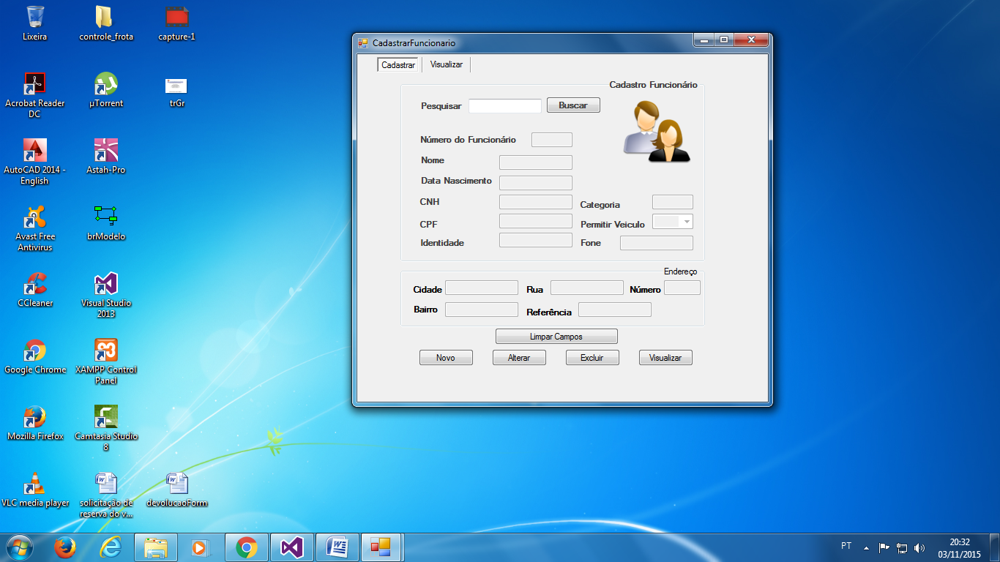 Lixeira
controle_frota
capture-1
Acrobat Reader
DC
µTorrent
trGr
AutoCAD 2014 -
English
Astah-Pro
Avast Free
Antivirus
brModelo
CCleaner
Visual Studio
2013
Google Chrome
XAMPP Control
Panel
Mozilla Firefox
Camtasia Studio
8
VLC media player
solicitação de
reserva do v...
devolucaoForm
CadastrarFuncionario
Cadastrar
Visualizar
Cadastro Funcionário
Pesquisar
Buscar
Número do Funcionário
Nome
Data Nascimento
CNH
Categoria
CPF
Permitir Veiculo
Identidade
Fone
Endereço
Cidade
Rua
Número
Bairro
Referência
Limpar Campos
Novo
Alterar
Excluir
Visualizar
PT
20:32
03/11/2015